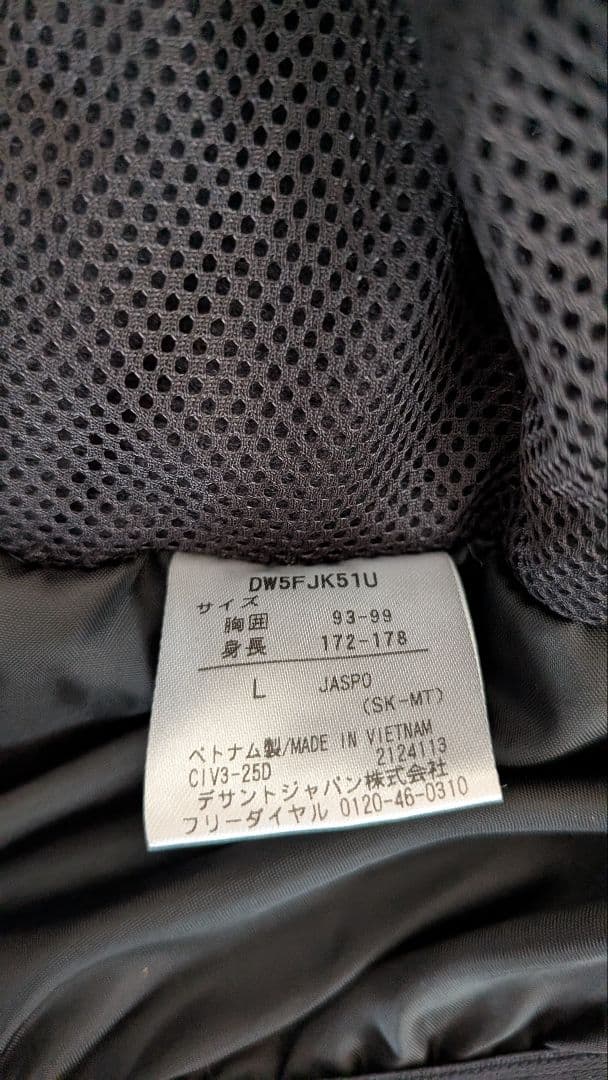 DW5FJK51U
サイズ
胸囲 93-99
身長 172-178
L JASPO
(SK-MT)
ベトナム製/MADE IN VIETNAM
CIV3-25D 2124113
デサントジャパン株式会社
フリーダイヤル 0120-46-0310